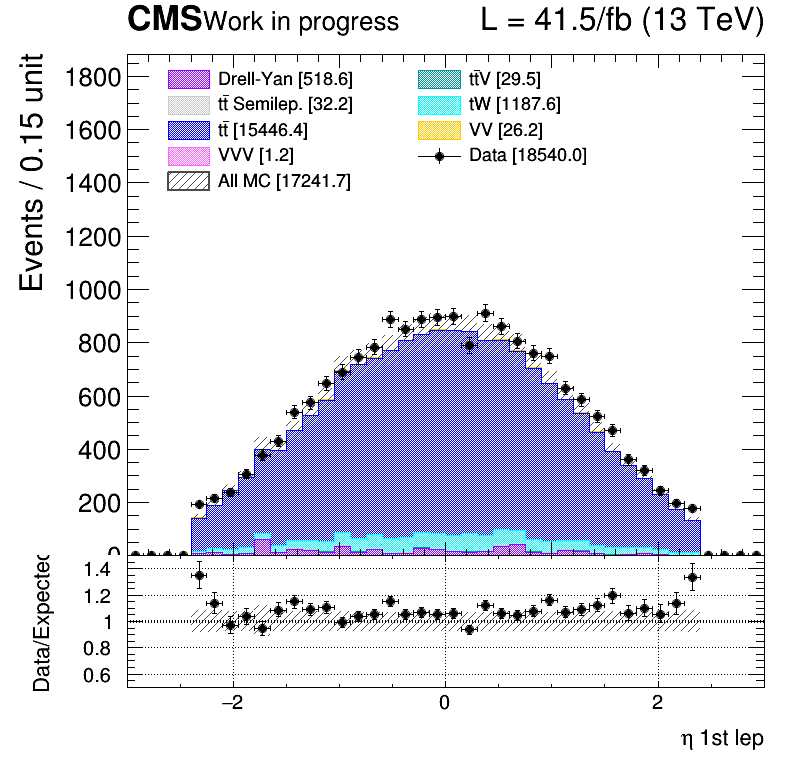 CMS Work in progress L = 41.5/fb (13 TeV)
Events / 0.15 unit
Drell-Yan [518.6]
tt̄ Semilep. [32.2]
tt̄ [15446.4]
VVV [1.2]
All MC [17241.7]
tt̄V [29.5]
tW [1187.6]
VV [26.2]
Data [18540.0]
1800
1600
1400
1200
1000
800
600
400
200
0
Data/Expected
1.4
1.2
1
0.8
0.6
−2 0 2
η 1st lep